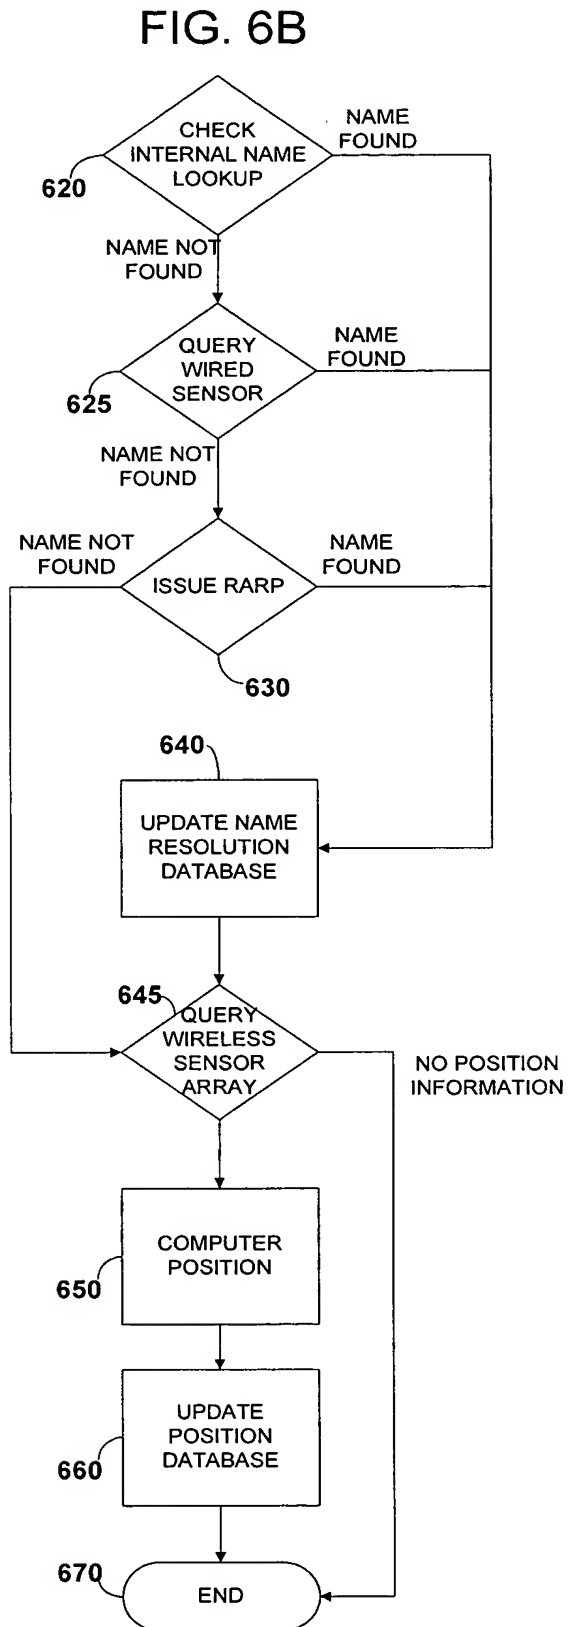 FIG. 6B
CHECK
INTERNAL NAME
LOOKUP
NAME
FOUND
620
NAME NOT
FOUND
QUERY
WIRED
SENSOR
NAME
FOUND
625
NAME NOT
FOUND
NAME NOT
FOUND
ISSUE RARP
NAME
FOUND
630
640
UPDATE NAME
RESOLUTION
DATABASE
645
QUERY
WIRELESS
SENSOR
ARRAY
NO POSITION
INFORMATION
COMPUTER
POSITION
650
UPDATE
POSITION
DATABASE
660
670
END